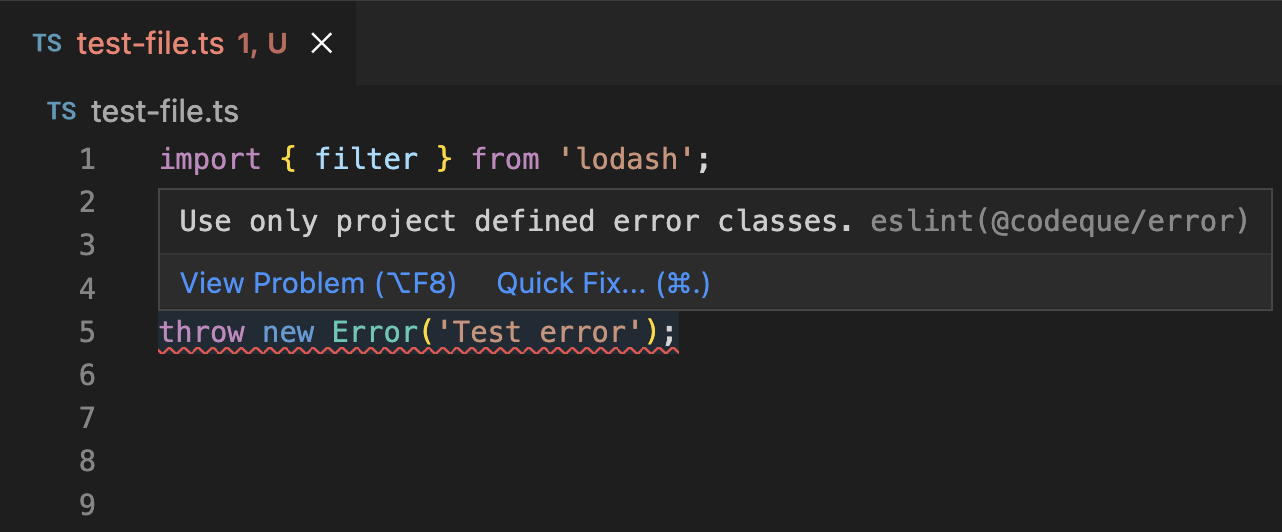 TS test-file.ts 1, U ×
TS test-file.ts
1 import { filter } from 'lodash';
2
Use only project defined error classes. eslint(@codeque/error)
3
4
View Problem (⌥F8) Quick Fix... (⌘.)
5 throw new Error('Test error');
6
7
8
9